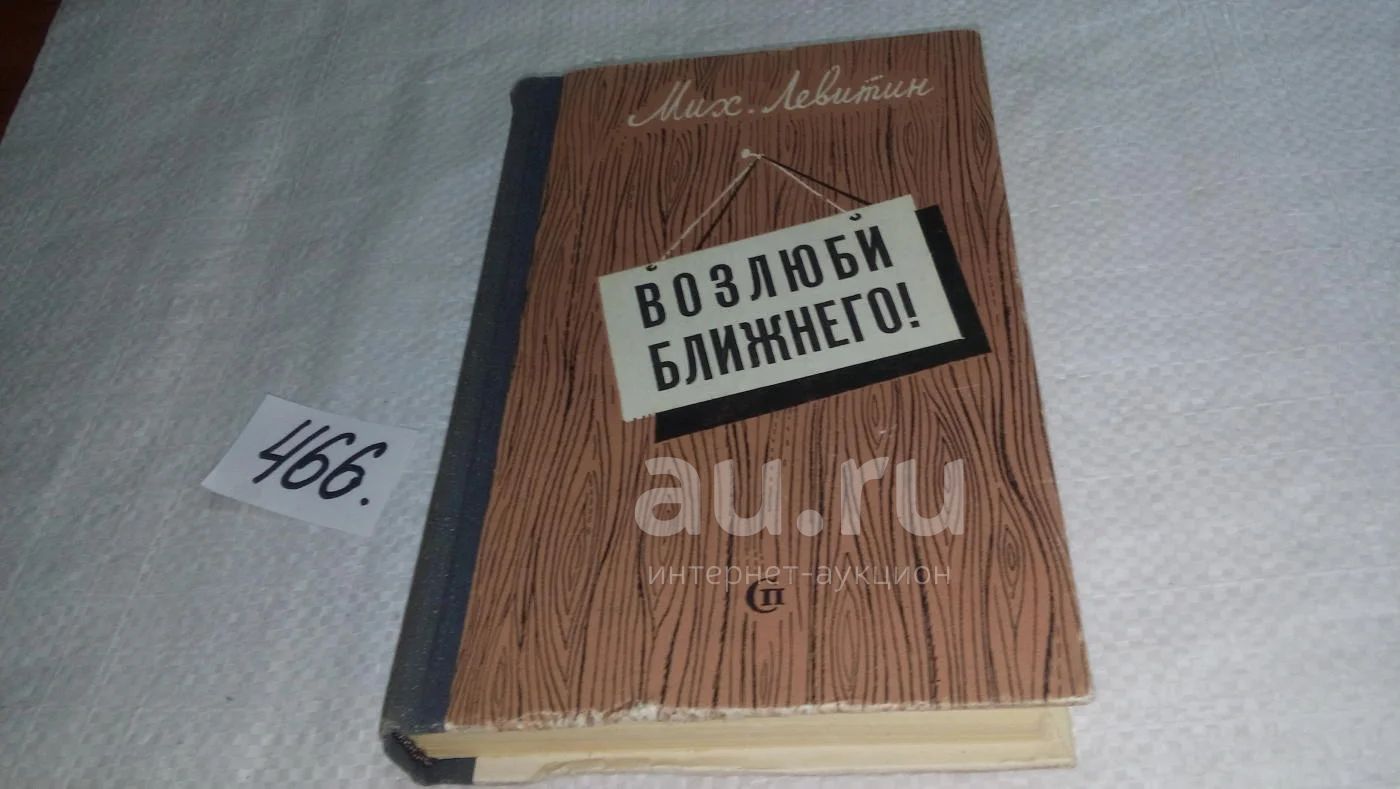 Мих. Левитин
ВОЗЛЮБИ
БЛИЖНЕГО!
466.
au.ru
интернет-аукцион
СП